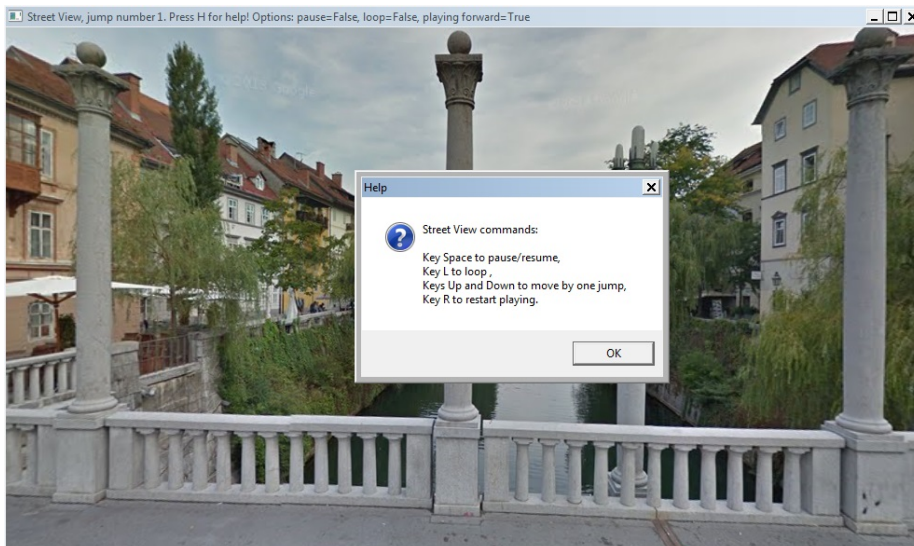 Street View, jump number 1. Press H for help! Options: pause=False, loop=False, playing forward=True
Help
Street View commands:
Key Space to pause/resume,
Key L to loop ,
Keys Up and Down to move by one jump,
Key R to restart playing.
OK